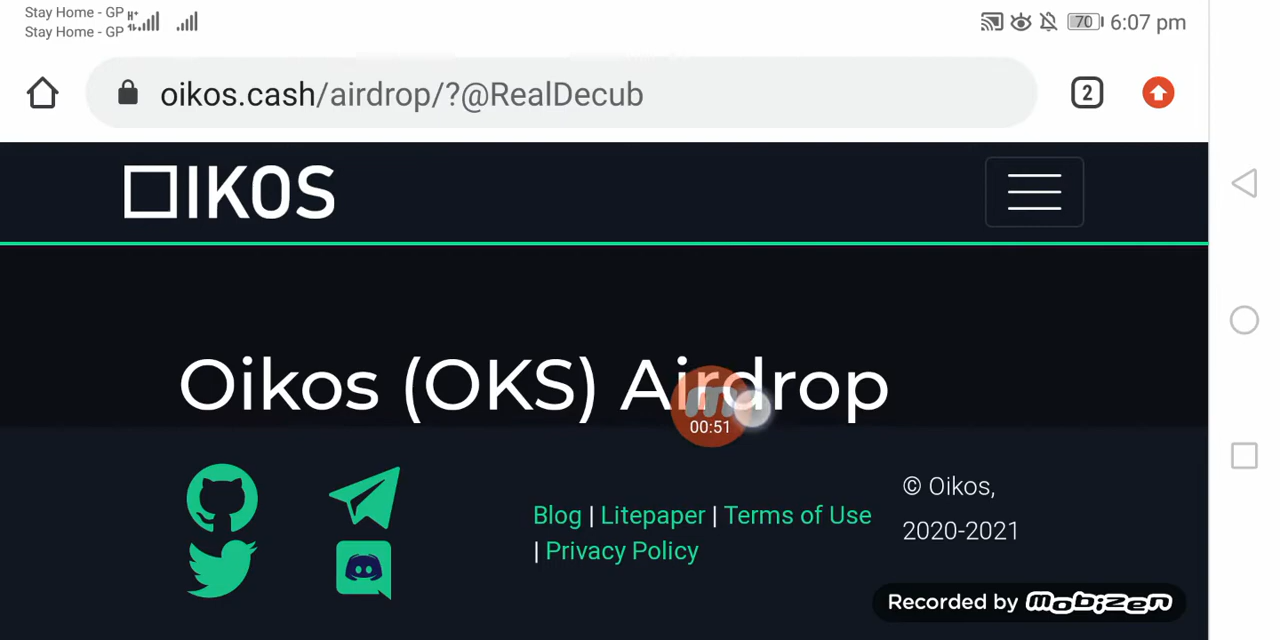 Stay Home - GP
Stay Home - GP
H+
70 6:07 pm
oikos.cash/airdrop/?@RealDecub
2
OIKOS
Oikos (OKS) Airdrop
m
00:51
© Oikos,
Blog | Litepaper | Terms of Use
2020-2021
| Privacy Policy
Recorded by mobizen